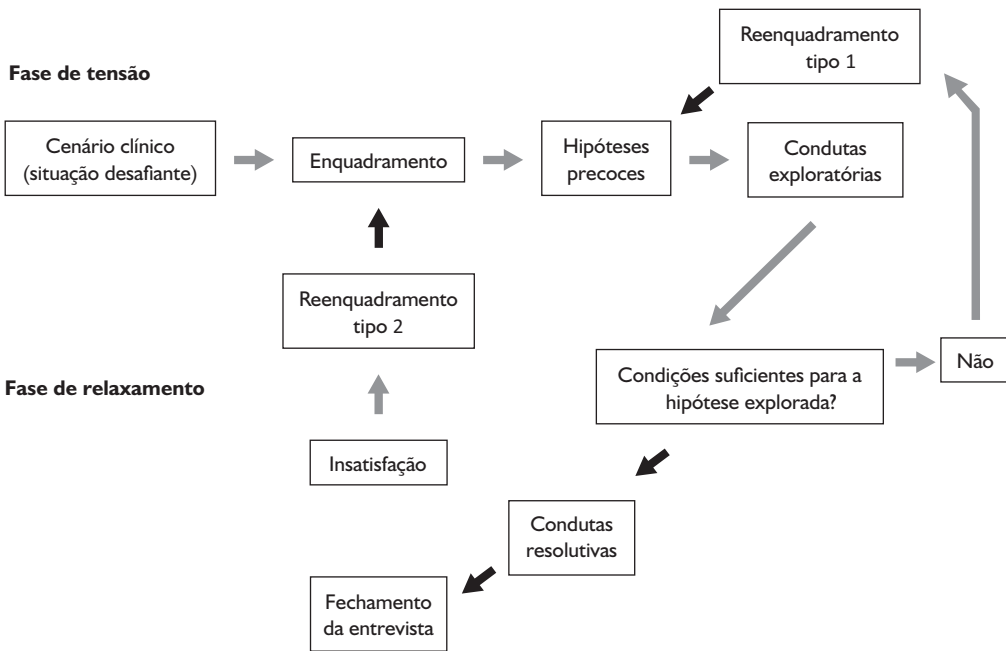 Fase de tensão
Reenquadramento
tipo 1
Cenário clínico
(situação desafiante)
Enquadramento
Hipóteses
precoces
Condutas
exploratórias
Reenquadramento
tipo 2
Fase de relaxamento
Condições suficientes para a
hipótese explorada?
Não
Insatisfação
Condutas
resolutivas
Fechamento
da entrevista